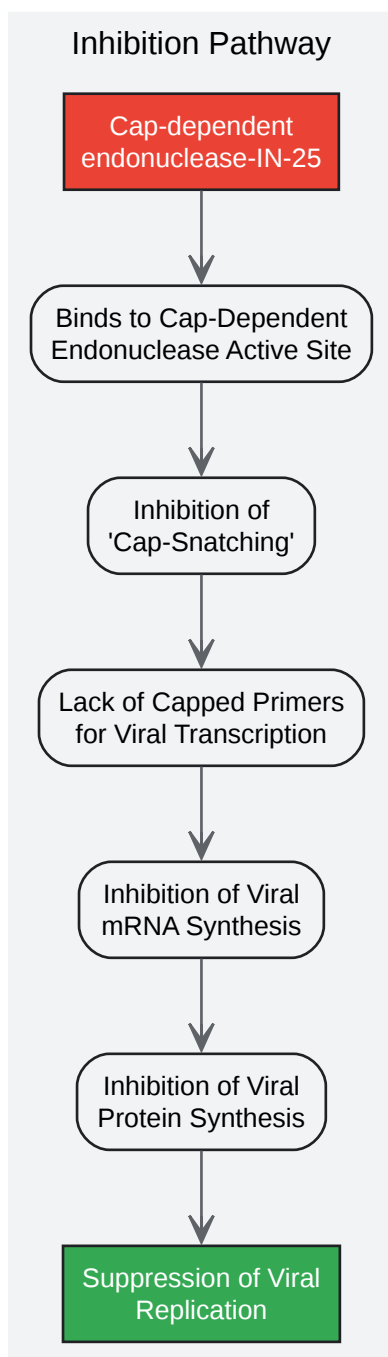 Inhibition Pathway
Cap-dependent
endonuclease-IN-25
Binds to Cap-Dependent
Endonuclease Active Site
Inhibition of
'Cap-Snatching'
Lack of Capped Primers
for Viral Transcription
Inhibition of Viral
mRNA Synthesis
Inhibition of Viral
Protein Synthesis
Suppression of Viral
Replication